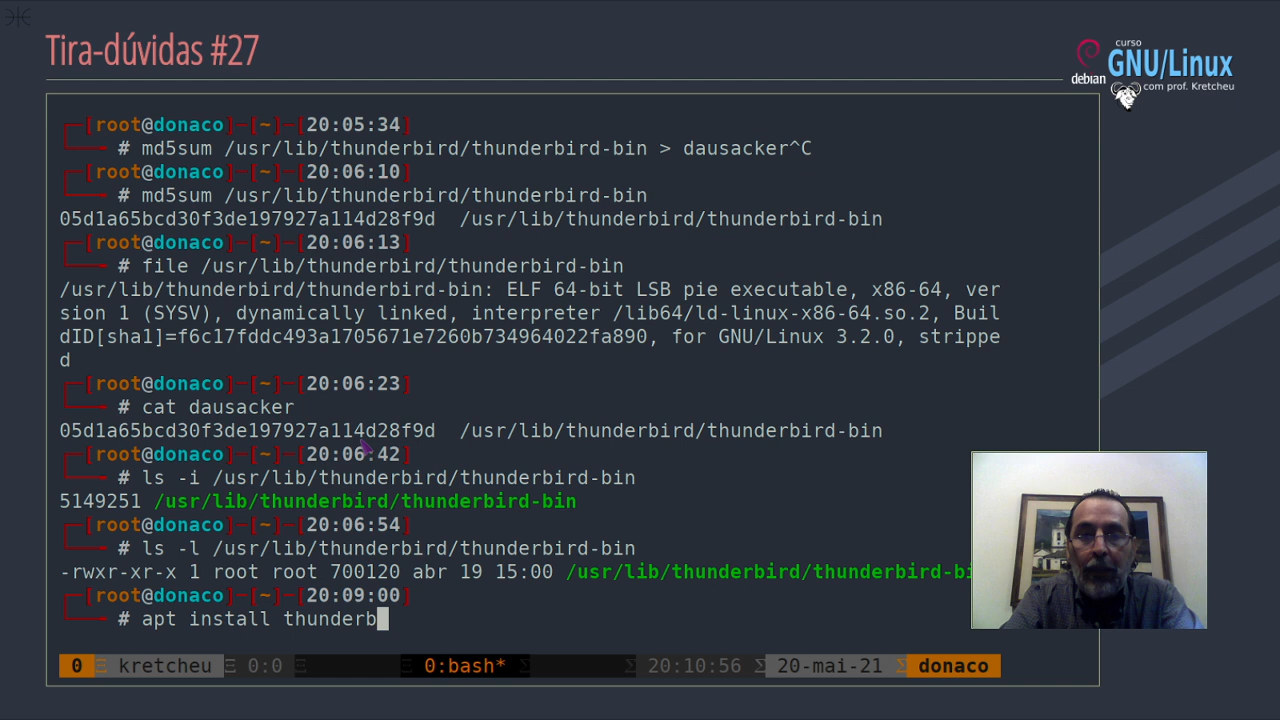 Tira-dúvidas #27
curso
GNU/Linux
debian
com prof. Kretcheu
[root@donaco]-[~]-[20:05:34]
# md5sum /usr/lib/thunderbird/thunderbird-bin > dausacker^C
[root@donaco]-[~]-[20:06:10]
# md5sum /usr/lib/thunderbird/thunderbird-bin
05d1a65bcd30f3de197927a114d28f9d  /usr/lib/thunderbird/thunderbird-bin
[root@donaco]-[~]-[20:06:13]
# file /usr/lib/thunderbird/thunderbird-bin
/usr/lib/thunderbird/thunderbird-bin: ELF 64-bit LSB pie executable, x86-64, ver
sion 1 (SYSV), dynamically linked, interpreter /lib64/ld-linux-x86-64.so.2, Buil
dID[sha1]=f6c17fddc493a1705671e7260b734964022fa890, for GNU/Linux 3.2.0, strippe
d
[root@donaco]-[~]-[20:06:23]
# cat dausacker
05d1a65bcd30f3de197927a114d28f9d  /usr/lib/thunderbird/thunderbird-bin
[root@donaco]-[~]-[20:06:42]
# ls -i /usr/lib/thunderbird/thunderbird-bin
5149251 /usr/lib/thunderbird/thunderbird-bin
[root@donaco]-[~]-[20:06:54]
# ls -l /usr/lib/thunderbird/thunderbird-bin
-rwxr-xr-x 1 root root 700120 abr 19 15:00 /usr/lib/thunderbird/thunderbird-bi
[root@donaco]-[~]-[20:09:00]
# apt install thunderb
0 Ξ kretcheu Ξ 0:0 Ξ 0:bash* Σ Σ 20:10:56 Σ 20-mai-21 Σ donaco